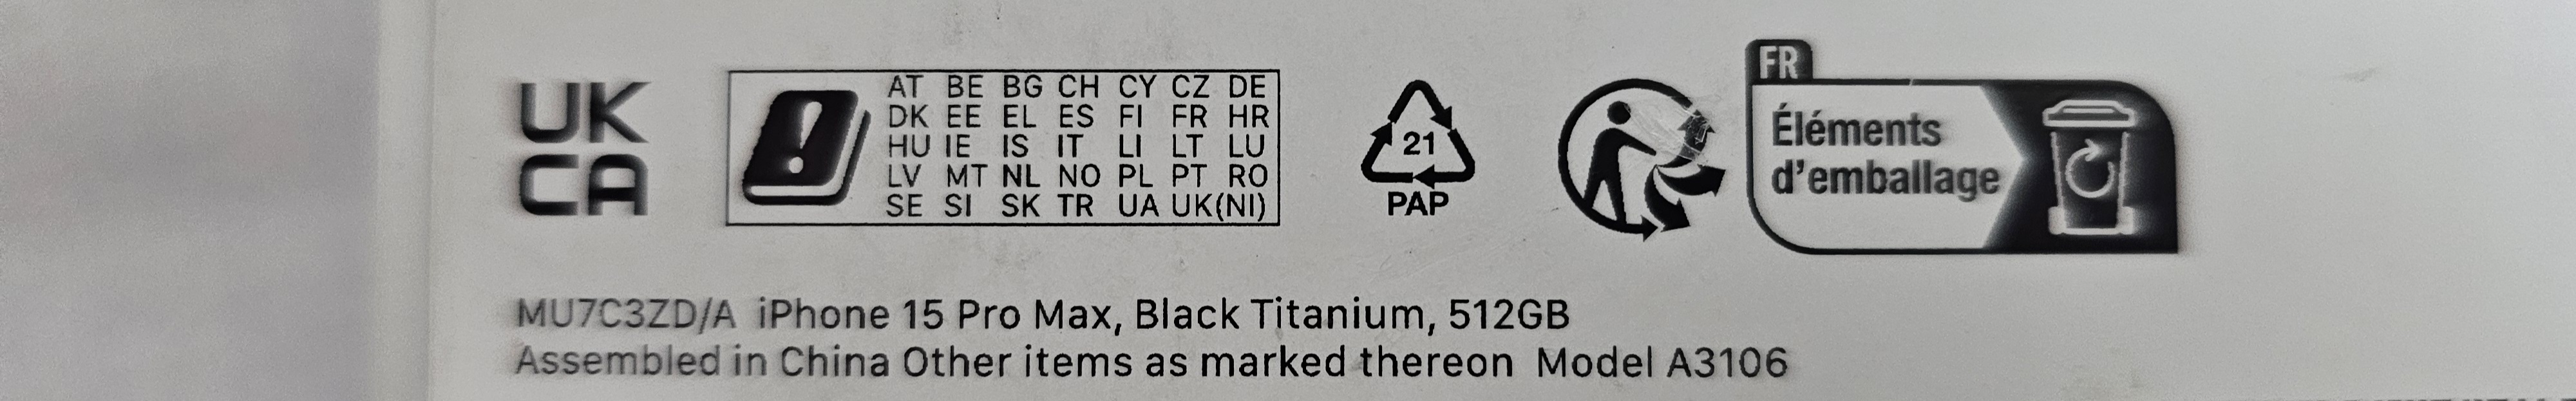 UK
CA
AT BE BG CH CY CZ DE
DK EE EL ES FI FR HR
HU IE IS IT LI LT LU
LV MT NL NO PL PT RO
SE SI SK TR UA UK(NI)
21
PAP
FR
Éléments
d'emballage
MU7C3ZD/A iPhone 15 Pro Max, Black Titanium, 512GB
Assembled in China Other items as marked thereon Model A3106